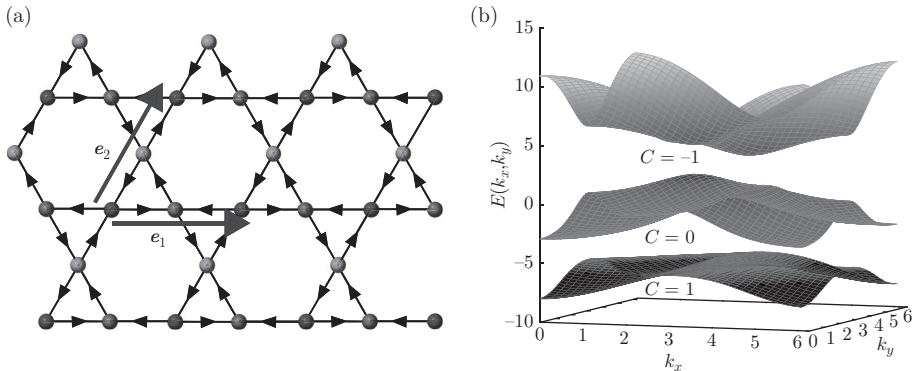 (a)
e2
e1
(b)
15
10
5
0
–5
–10
E(kx,ky)
C = –1
C = 0
C = 1
0 1 2 3 4 5 6
kx
0 1 2 3 4 5 6
ky